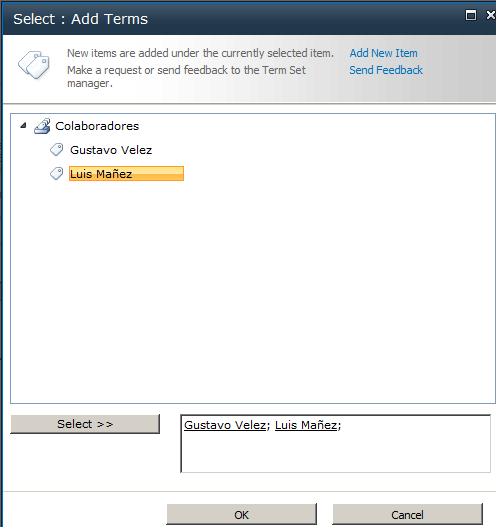 Select : Add Terms
New items are added under the currently selected item. Add New Item
Make a request or send feedback to the Term Set Send Feedback
manager.
Colaboradores
Gustavo Velez
Luis Mañez
Select >>
Gustavo Velez; Luis Mañez;
OK
Cancel